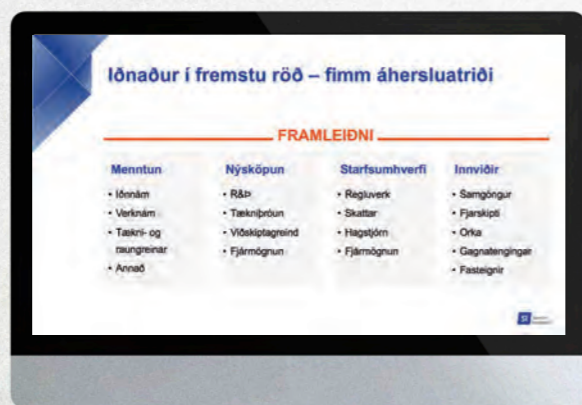 Iðnaður í fremstu röð – fimm áhersluatriði
FRAMLEIÐNI
Menntun
• Iðnnám
• Verknám
• Tækni- og
raungreinar
• Annað
Nýsköpun
• R&Þ
• Tækniþróun
• Viðskiptagreind
• Fjármögnun
Starfsumhverfi
• Regluverk
• Skattar
• Hagstjórn
• Fjármögnun
Innviðir
• Samgöngur
• Fjarskipti
• Orka
• Gagnatengingar
• Fasteignir
SI